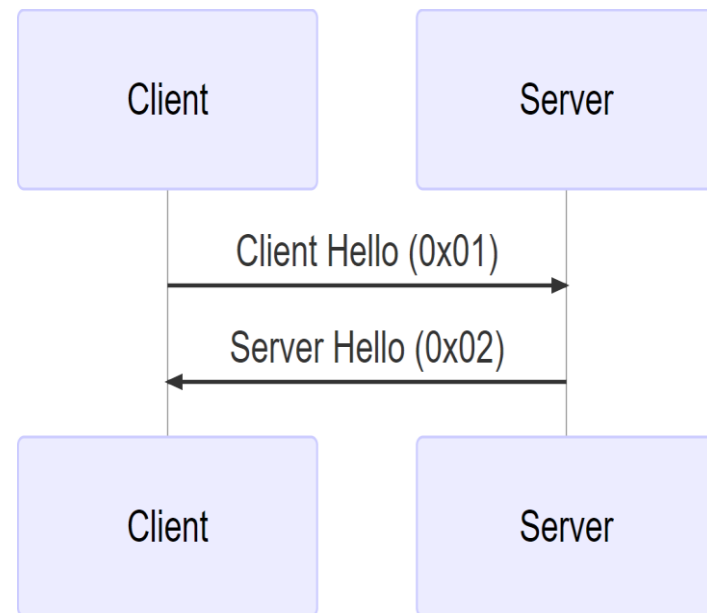 Client
Server
Client Hello (0x01)
Server Hello (0x02)
Client
Server